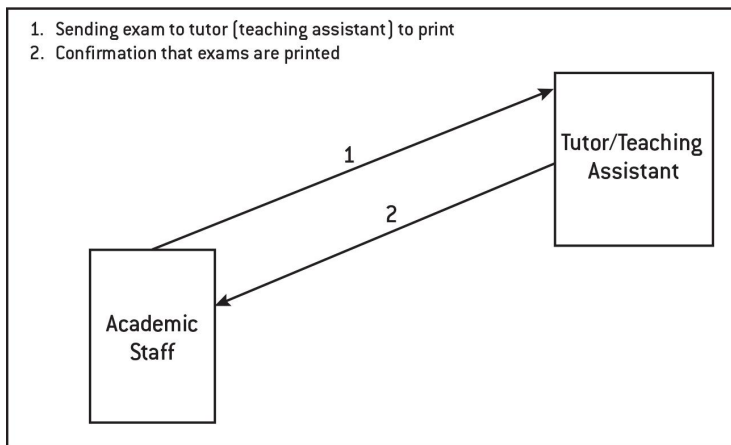 1. Sending exam to tutor (teaching assistant) to print
2. Confirmation that exams are printed
1
Tutor/Teaching
Assistant
2
Academic
Staff